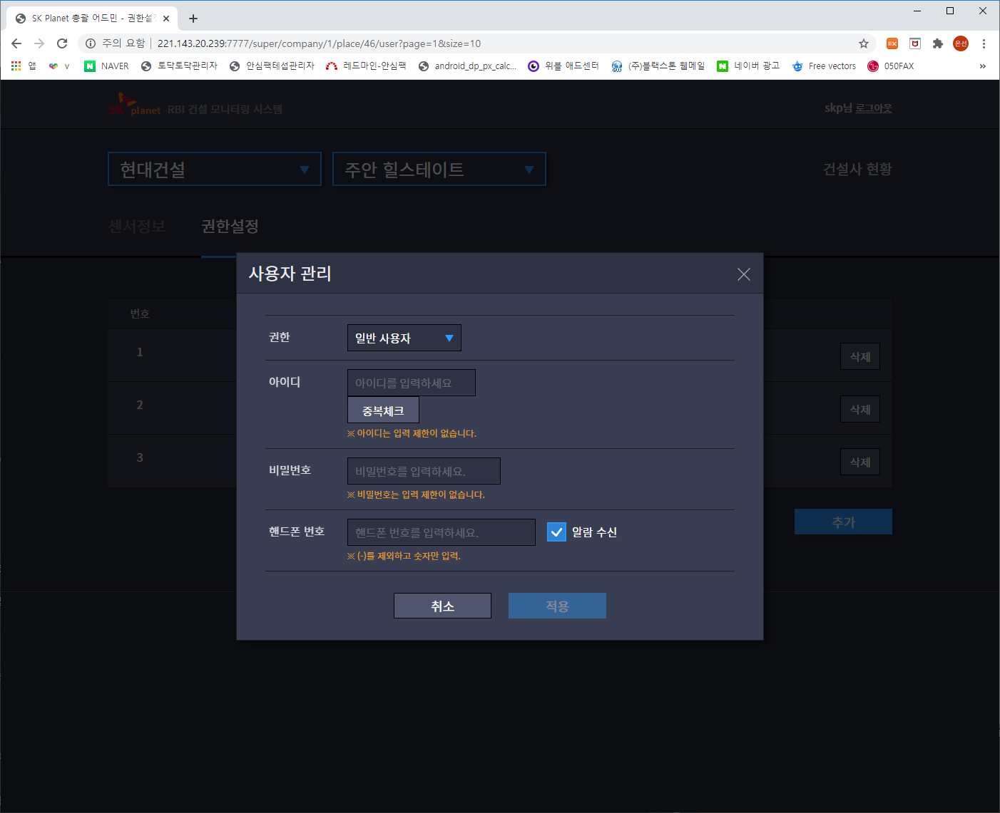 SK Planet 총괄 어드민 - 권한설정
주의 요함 221.143.20.239:7777/super/company/1/place/46/user?page=1&size=10
은선
앱 v NAVER 토닥토닥관리자 안심팩테섭관리자 레드마인-안심팩 android_dp_px_calc... 위블 애드센터 (주)블랙스톤 웹메일 네이버 광고 Free vectors 050FAX »
SK planet RBI 건설 모니터링 시스템
skp님 로그아웃
현대건설 주안 힐스테이트 건설사 현황
센서정보 권한설정
사용자 관리
번호
권한 일반 사용자
1 삭제
아이디 아이디를 입력하세요
중복체크
2 삭제
※ 아이디는 입력 제한이 없습니다.
3 삭제
비밀번호 비밀번호를 입력하세요.
※ 비밀번호는 입력 제한이 없습니다.
추가
핸드폰 번호 핸드폰 번호를 입력하세요. 알람 수신
※ (-)를 제외하고 숫자만 입력.
취소 적용